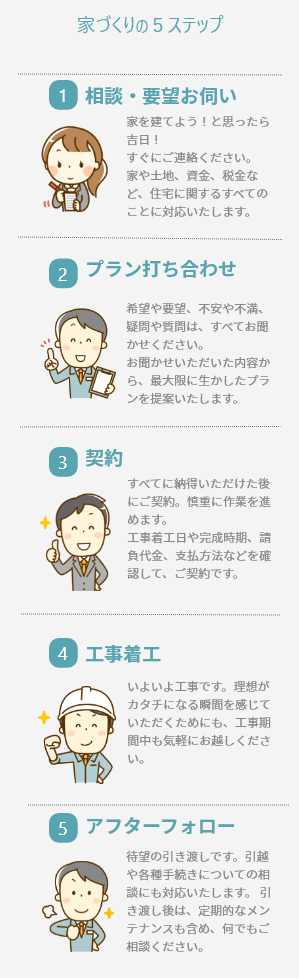 家づくりの５ステップ
1 相談・要望お伺い
家を建てよう！と思ったら
吉日！
すぐにご連絡ください。
家や土地、資金、税金な
ど、住宅に関するすべての
ことに対応いたします。
2 プラン打ち合わせ
希望や要望、不安や不満、
疑問や質問は、すべてお聞
かせください。
お聞かせいただいた内容か
ら、最大限に生かしたプラ
ンを提案いたします。
3 契約
すべてに納得いただけた後
にご契約。慎重に作業を進
めます。
工事着工日や完成時期、請
負代金、支払方法などを確
認して、ご契約です。
4 工事着工
いよいよ工事です。理想が
カタチになる瞬間を感じて
いただくためにも、工事期
間中も気軽にお越しくださ
い。
5 アフターフォロー
待望の引き渡しです。引越
や各種手続きについての相
談にも対応いたします。 引
き渡し後は、定期的なメン
テナンスも含め、何でもご
相談ください。